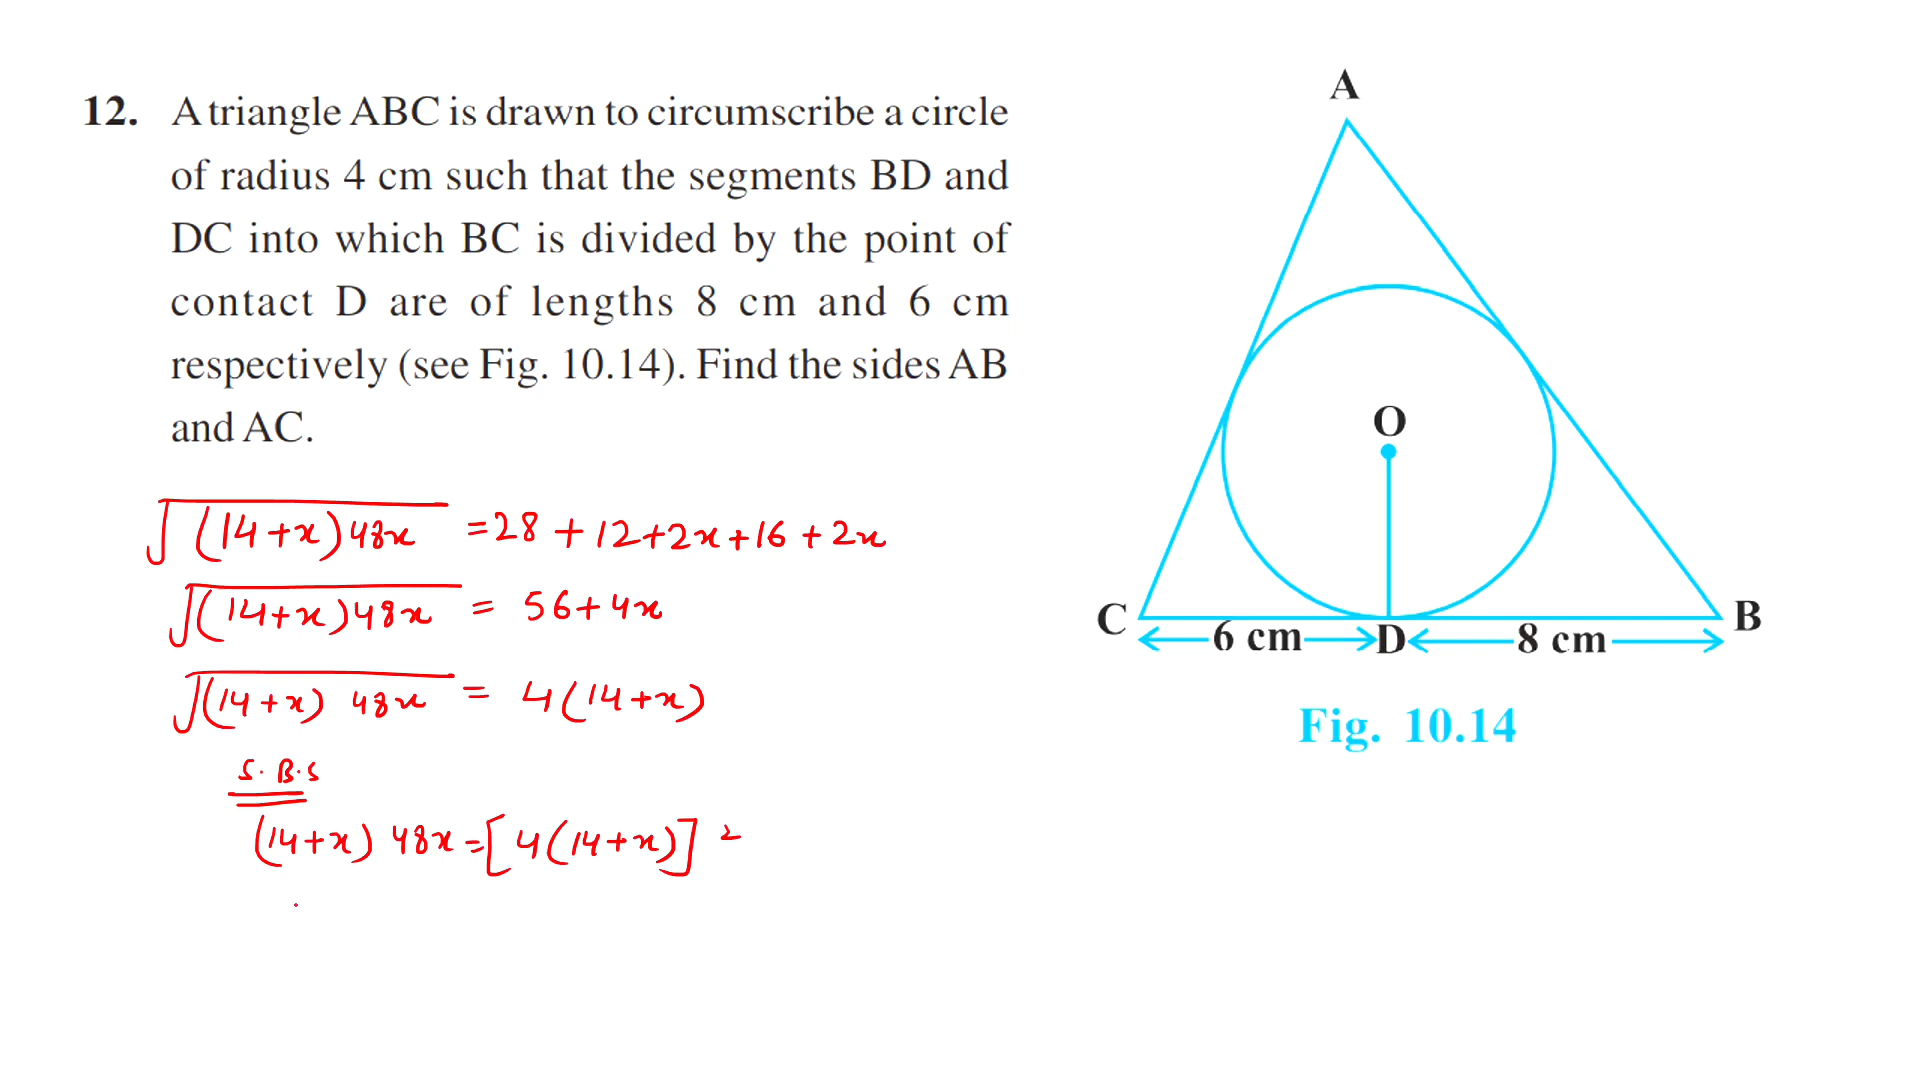 12. A triangle ABC is drawn to circumscribe a circle
of radius 4 cm such that the segments BD and
DC into which BC is divided by the point of
contact D are of lengths 8 cm and 6 cm
respectively (see Fig. 10.14). Find the sides AB
and AC.
√(14+x)48x = 28 + 12+2x+16+2x
√(14+x)48x = 56+4x
√(14+x) 48x = 4(14+x)
S.B.S
(14+x) 48x = [4(14+x)]²
A
O
C
B
6 cm D 8 cm
Fig. 10.14